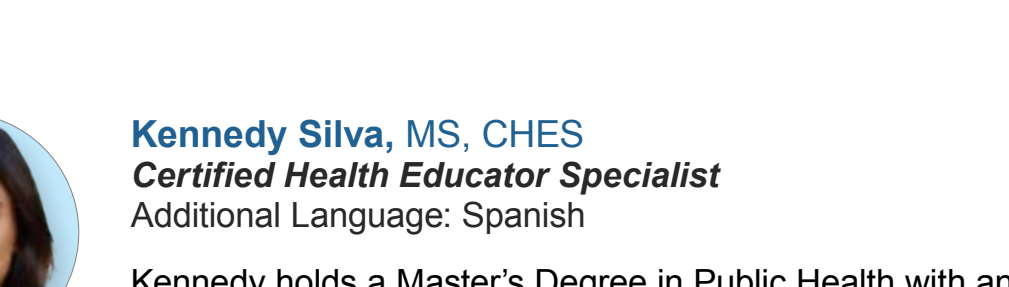 Kennedy Silva, MS, CHES
Certified Health Educator Specialist
Additional Language: Spanish
Kennedy holds a Master's Degree in Public Health with an